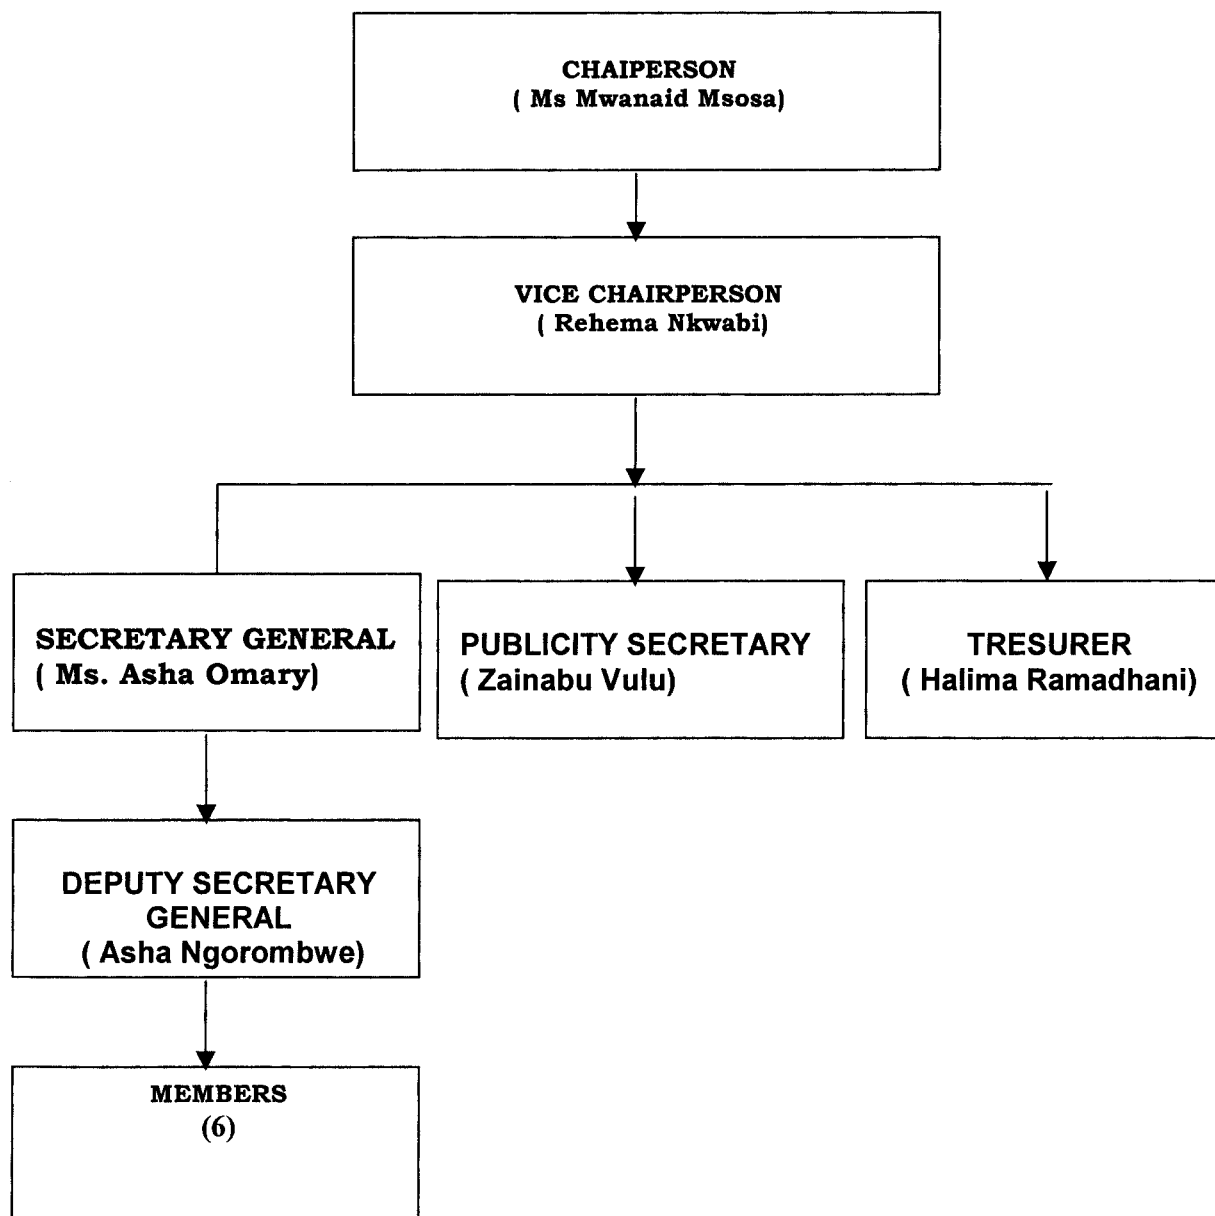 CHAIPERSON
( Ms Mwanaid Msosa)
VICE CHAIRPERSON
( Rehema Nkwabi)
SECRETARY GENERAL
( Ms. Asha Omary)
PUBLICITY SECRETARY
( Zainabu Vulu)
TRESURER
( Halima Ramadhani)
DEPUTY SECRETARY
GENERAL
( Asha Ngorombwe)
MEMBERS
(6)